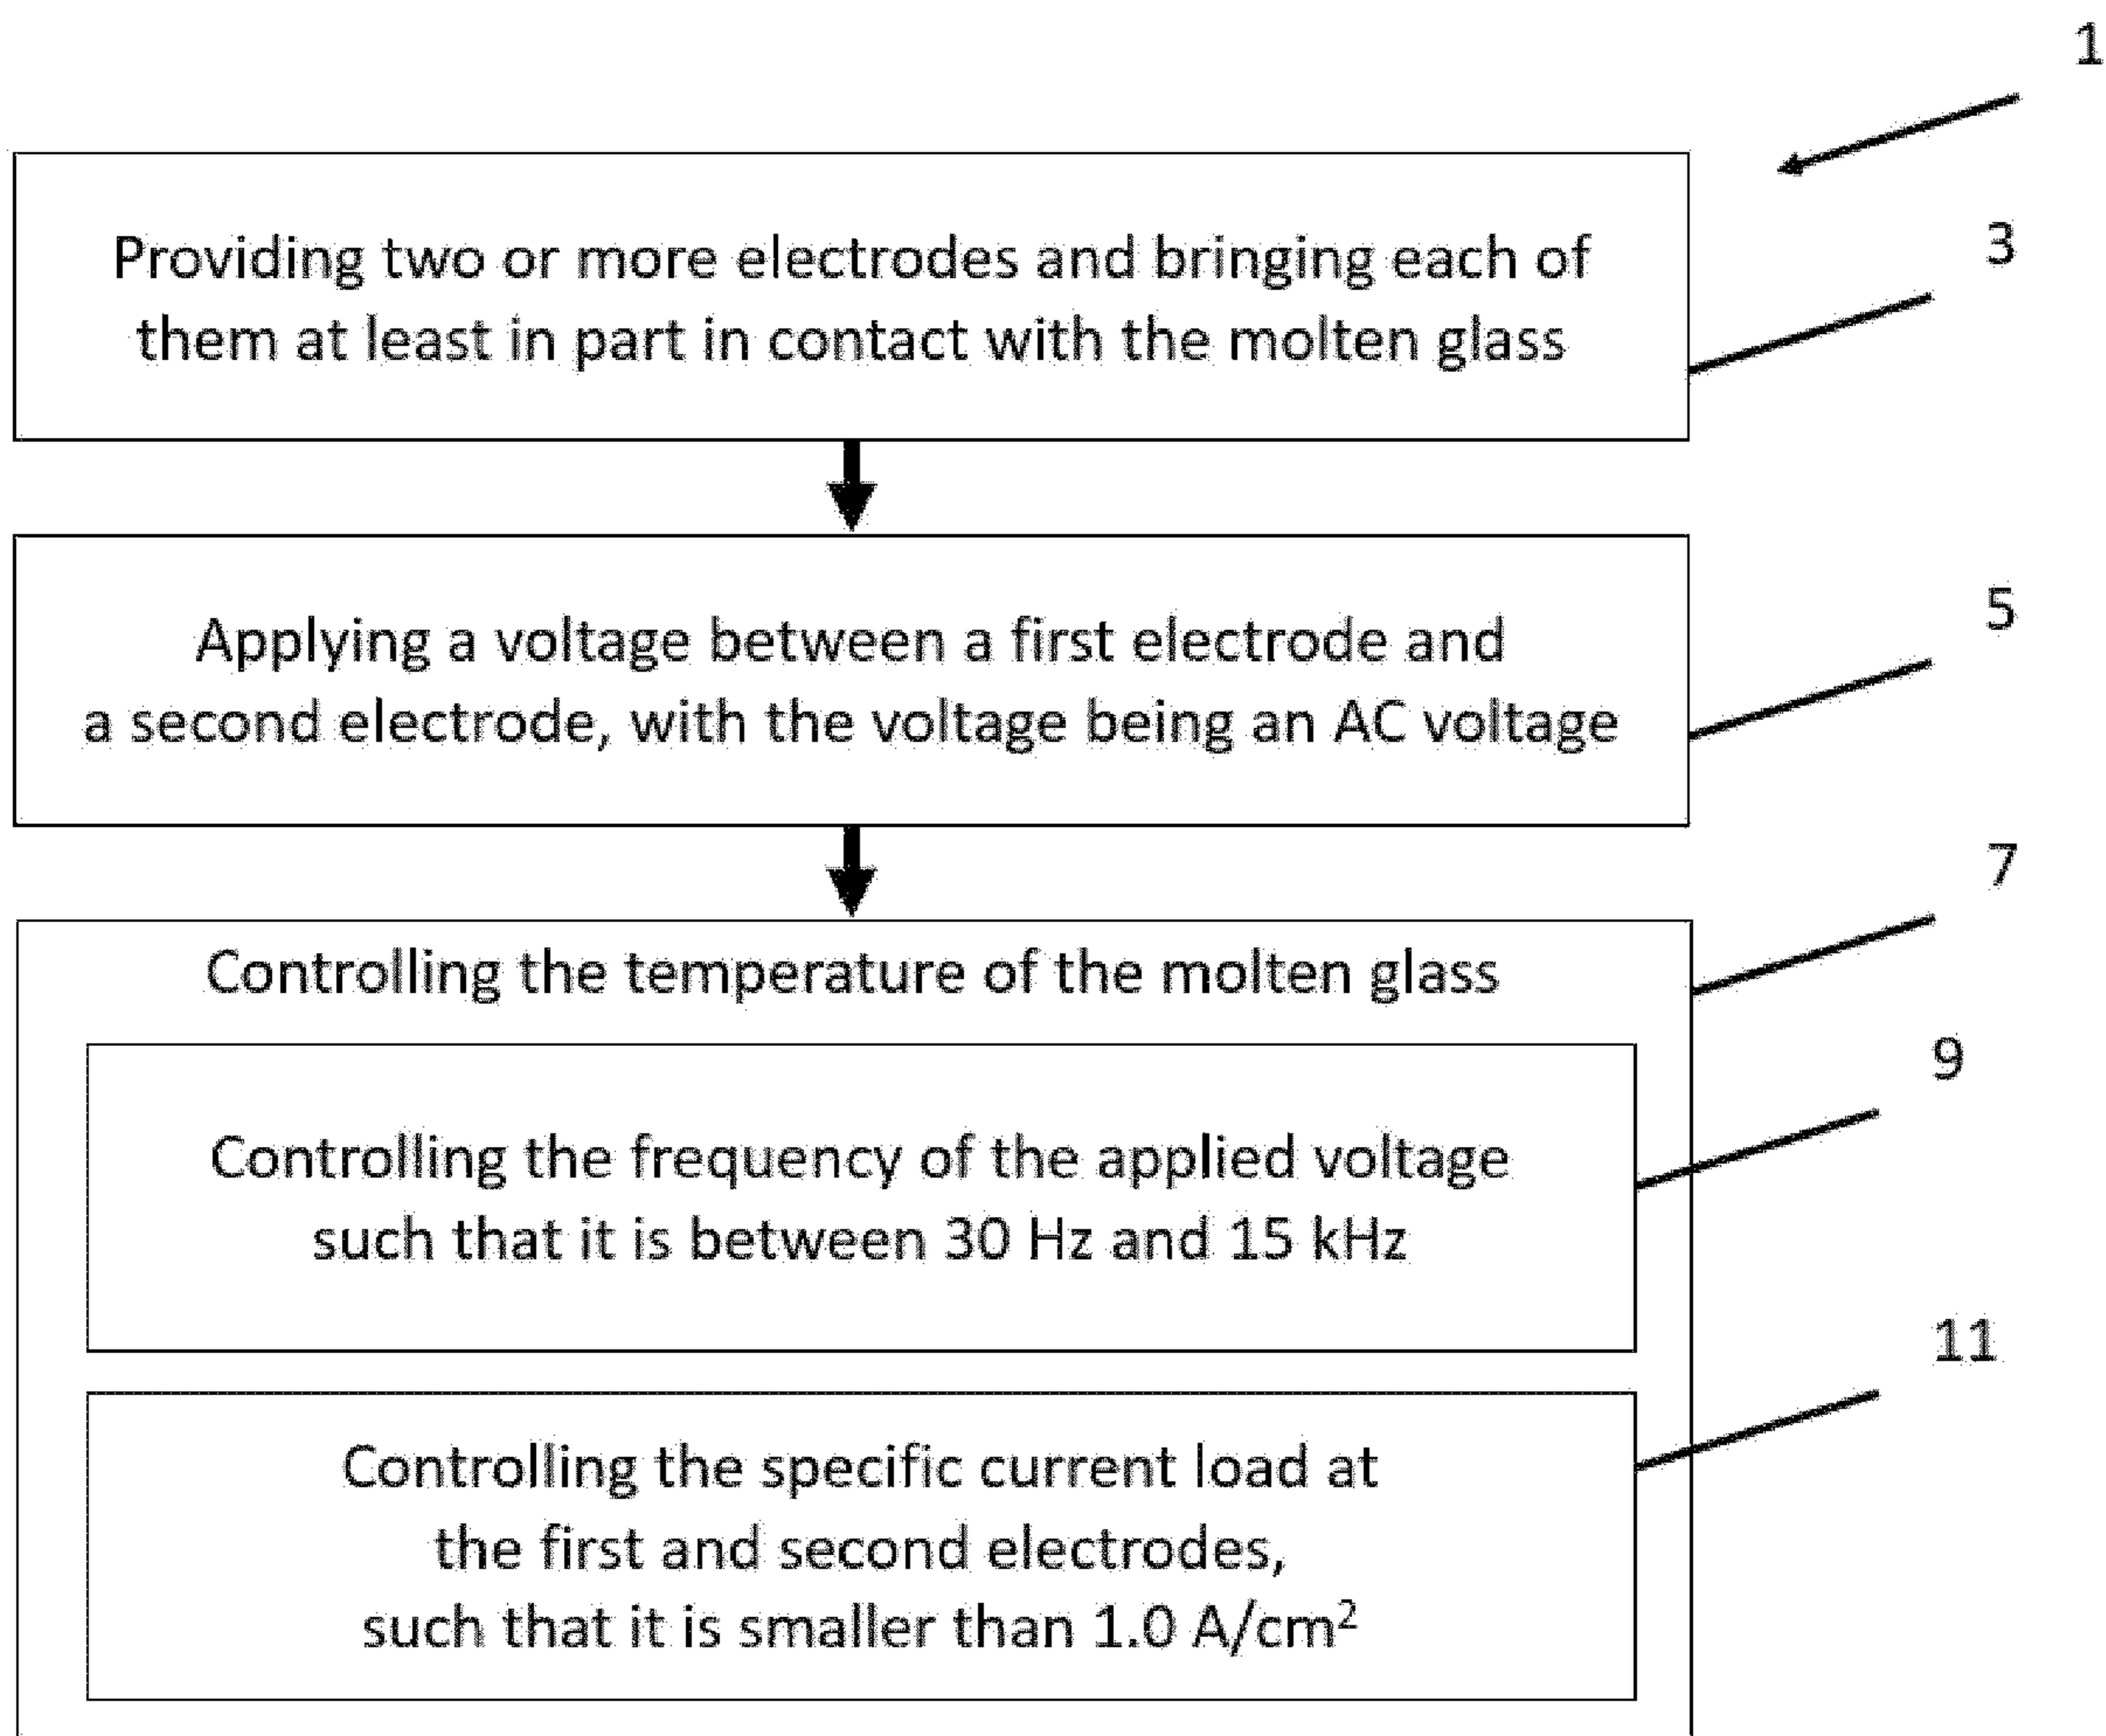 1
Providing two or more electrodes and bringing each of
them at least in part in contact with the molten glass
3
Applying a voltage between a first electrode and
a second electrode, with the voltage being an AC voltage
5
7
Controlling the temperature of the molten glass
9
Controlling the frequency of the applied voltage
such that it is between 30 Hz and 15 kHz
11
Controlling the specific current load at
the first and second electrodes,
such that it is smaller than 1.0 A/cm²